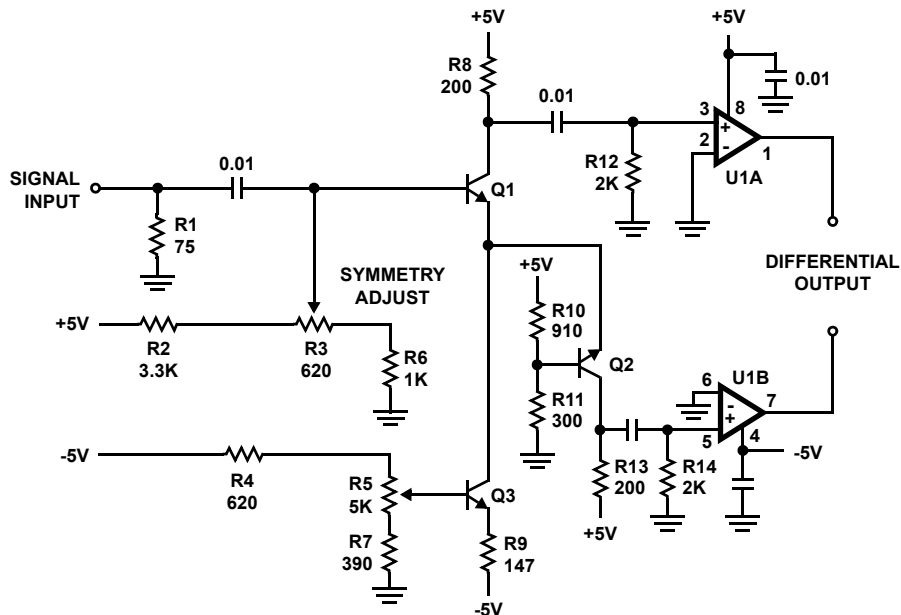 +5V
+5V
R8
200
8
0.01
0.01
3
+
2
-
1
U1A
R12
2K
0.01
SIGNAL
INPUT
Q1
R1
75
SYMMETRY
ADJUST
DIFFERENTIAL
OUTPUT
+5V
R10
910
+5V
R2
3.3K
R3
620
R6
1K
Q2
R11
300
U1B
6
-
+
5
7
4
-5V
-5V
R4
620
R5
5K
Q3
R13
200
R14
2K
+5V
R7
390
R9
147
-5V